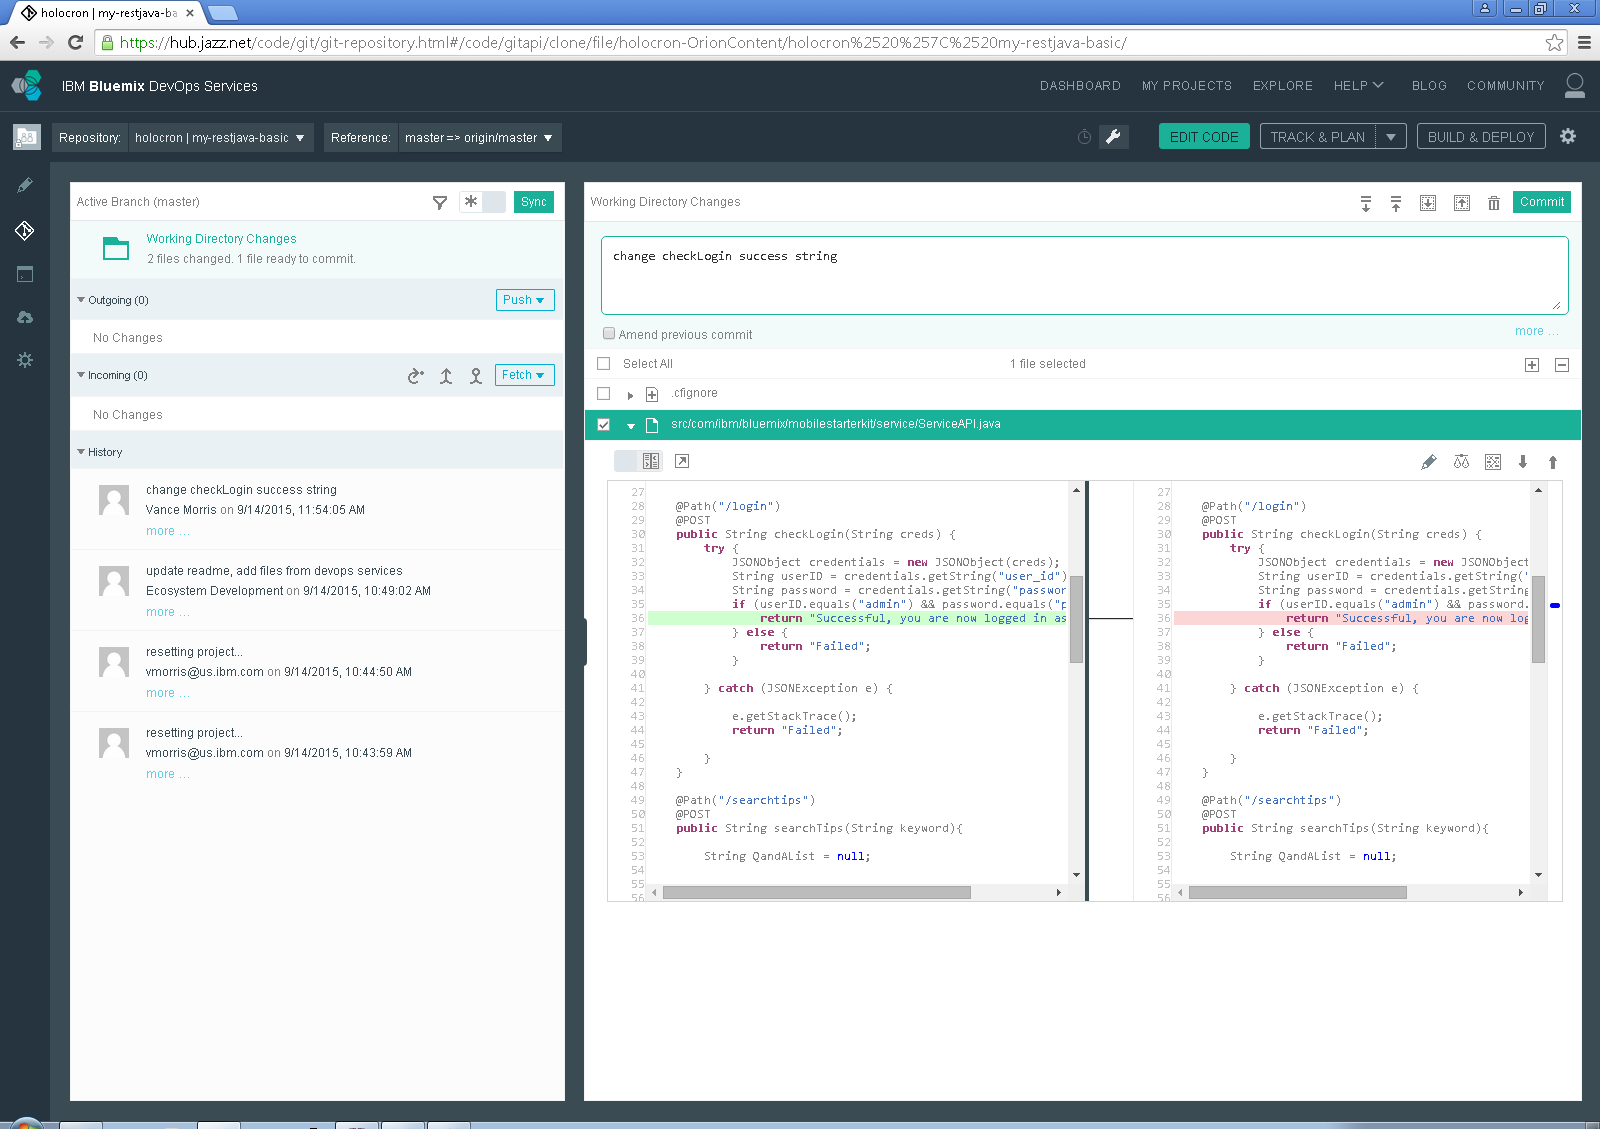 holocron | my-restjava-ba
https://hub.jazz.net/code/git/git-repository.html#/code/gitapi/clone/file/holocron-OrionContent/holocron%2520%257C%2520my-restjava-basic/
IBM Bluemix DevOps Services
DASHBOARD MY PROJECTS EXPLORE HELP BLOG COMMUNITY
Repository: holocron | my-restjava-basic Reference: master => origin/master
EDIT CODE TRACK & PLAN BUILD & DEPLOY
Active Branch (master)
Sync
Working Directory Changes
2 files changed. 1 file ready to commit.
Outgoing (0)
Push
No Changes
Incoming (0)
Fetch
No Changes
History
change checkLogin success string
Vance Morris on 9/14/2015, 11:54:05 AM
more ...
update readme, add files from devops services
Ecosystem Development on 9/14/2015, 10:49:02 AM
more ...
resetting project...
vmorris@us.ibm.com on 9/14/2015, 10:44:50 AM
more ...
resetting project...
vmorris@us.ibm.com on 9/14/2015, 10:43:59 AM
more ...
Working Directory Changes
Commit
change checkLogin success string
Amend previous commit
more ...
Select All
1 file selected
.cfignore
src/com/ibm/bluemix/mobilestarterkit/service/ServiceAPI.java
27
28 @Path("/login")
29 @POST
30 public String checkLogin(String creds) {
31 try {
32 JSONObject credentials = new JSONObject(creds);
33 String userID = credentials.getString("user_id")
34 String password = credentials.getString("passwor
35 if (userID.equals("admin") && password.equals("p
36 return "Successful, you are now logged in as
37 } else {
38 return "Failed";
39 }
40
41 } catch (JSONException e) {
42
43 e.getStackTrace();
44 return "Failed";
45
46 }
47 }
48
49 @Path("/searchtips")
50 @POST
51 public String searchTips(String keyword){
52
53 String QandAList = null;
54
55
56
27
28 @Path("/login")
29 @POST
30 public String checkLogin(String creds) {
31 try {
32 JSONObject credentials = new JSONObject
33 String userID = credentials.getString("
34 String password = credentials.getString
35 if (userID.equals("admin") && password.
36 return "Successful, you are now log
37 } else {
38 return "Failed";
39 }
40
41 } catch (JSONException e) {
42
43 e.getStackTrace();
44 return "Failed";
45
46 }
47 }
48
49 @Path("/searchtips")
50 @POST
51 public String searchTips(String keyword){
52
53 String QandAList = null;
54
55
56